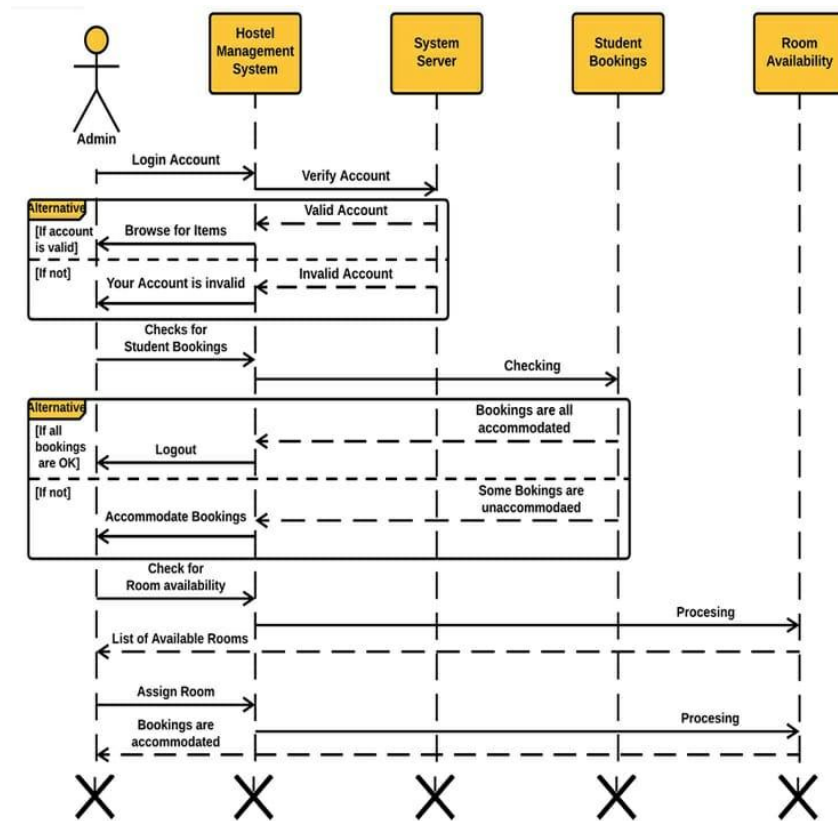 Hostel
Management
System
System
Server
Student
Bookings
Room
Availability
Admin
Login Account
Verify Account
Alternative
Valid Account
[If account
is valid]
Browse for Items
[If not]
Invalid Account
Your Account is invalid
Checks for
Student Bookings
Checking
Alternative
Bookings are all
accommodated
[If all
bookings
are OK]
Logout
[If not]
Some Bokings are
unaccommodaed
Accommodate Bookings
Check for
Room availability
Procesing
List of Available Rooms
Assign Room
Procesing
Bookings are
accommodated